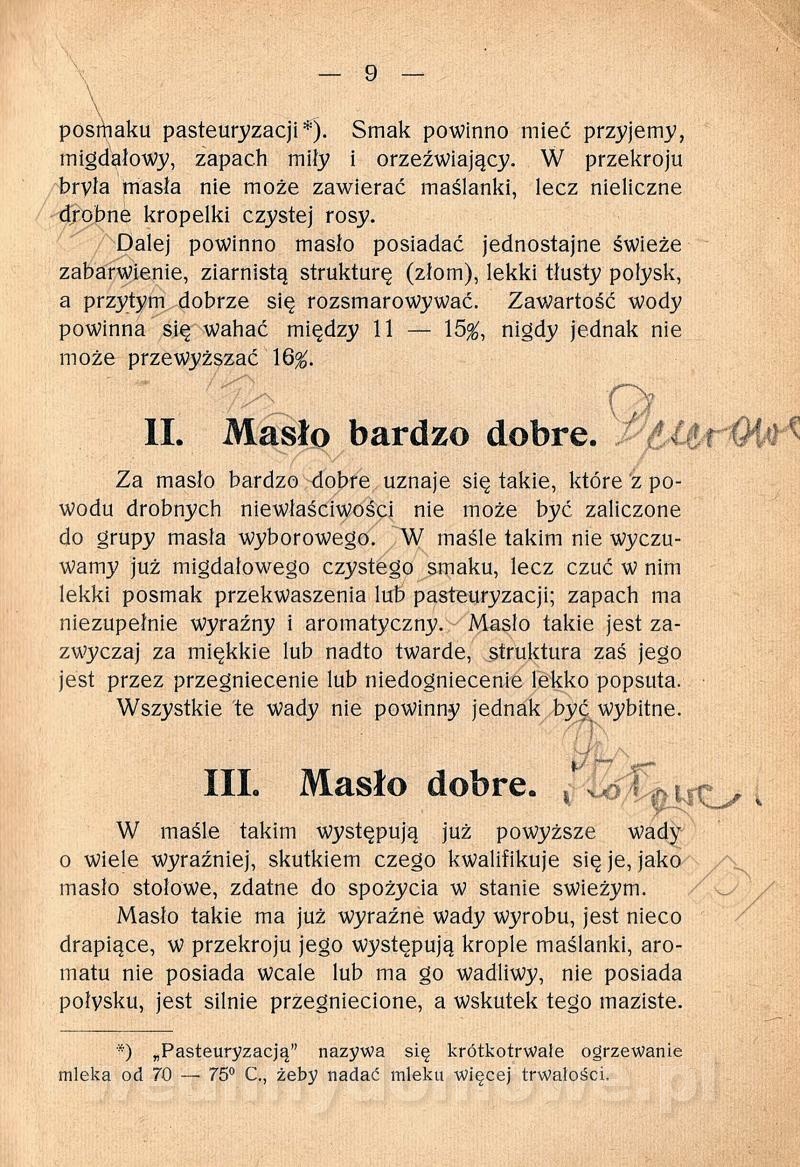 — 9 —
posmaku pasteuryzacji*). Smak powinno mieć przyjemy,
migdałowy, zapach miły i orzeźwiający. W przekroju
bryła masła nie może zawierać maślanki, lecz nieliczne
drobne kropelki czystej rosy.
Dalej powinno masło posiadać jednostajne świeże
zabarwienie, ziarnistą strukturę (złom), lekki tłusty połysk,
a przytym dobrze się rozsmarowywać. Zawartość wody
powinna się wahać między 11 — 15%, nigdy jednak nie
może przewyższać 16%.
II. Masło bardzo dobre.
Za masło bardzo dobre uznaje się takie, które z po-
wodu drobnych niewłaściwości nie może być zaliczone
do grupy masła wyborowego. W maśle takim nie wyczu-
wamy już migdałowego czystego smaku, lecz czuć w nim
lekki posmak przekwaszenia lub pasteuryzacji; zapach ma
niezupełnie wyraźny i aromatyczny. Masło takie jest za-
zwyczaj za miękkie lub nadto twarde, struktura zaś jego
jest przez przegniecenie lub niedogniecenie lekko popsuta.
Wszystkie te wady nie powinny jednak być wybitne.
III. Masło dobre.
W maśle takim występują już powyższe wady
o wiele wyraźniej, skutkiem czego kwalifikuje się je, jako
masło stołowe, zdatne do spożycia w stanie swieżym.
Masło takie ma już wyraźne wady wyrobu, jest nieco
drapiące, w przekroju jego występują krople maślanki, aro-
matu nie posiada wcale lub ma go wadliwy, nie posiada
połysku, jest silnie przegniecione, a wskutek tego maziste.
*) „Pasteuryzacją” nazywa się krótkotrwałe ogrzewanie
mleka od 70 — 75⁰ C., żeby nadać mleku więcej trwałości.
wedlinydomowe.pl